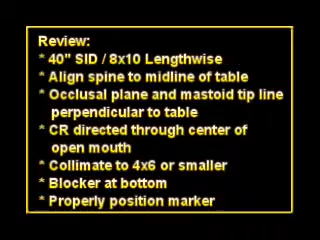 Review:
* 40" SID / 8x10 Lengthwise
* Align spine to midline of table
* Occlusal plane and mastoid tip line
perpendicular to table
* CR directed through center of
open mouth
* Collimate to 4x6 or smaller
* Blocker at bottom
* Properly position marker